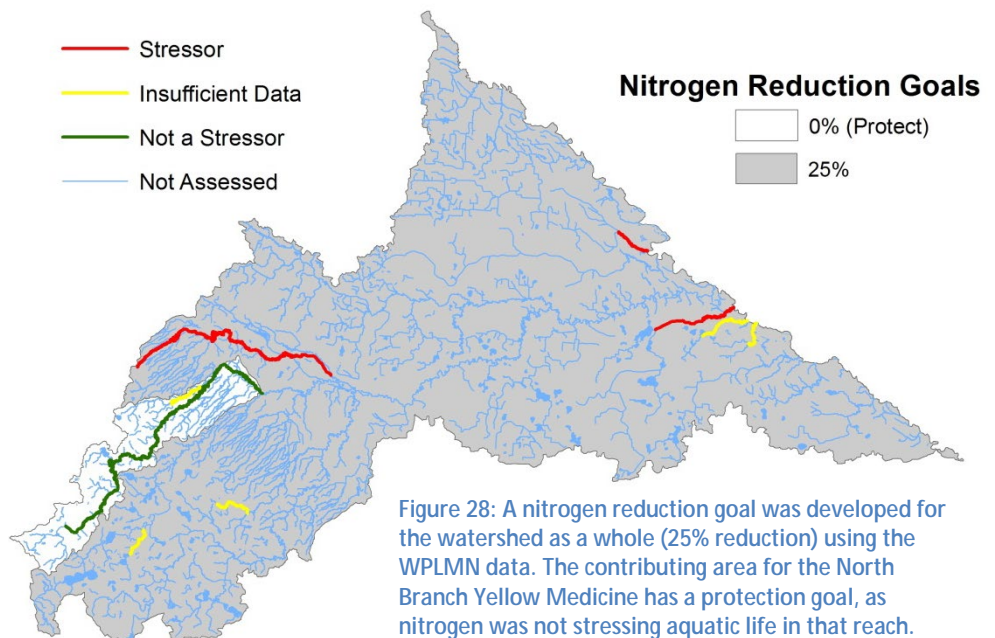 Stressor
Insufficient Data
Not a Stressor
Not Assessed
Nitrogen Reduction Goals
0% (Protect)
25%
Figure 28: A nitrogen reduction goal was developed for
the watershed as a whole (25% reduction) using the
WPLMN data. The contributing area for the North
Branch Yellow Medicine has a protection goal, as
nitrogen was not stressing aquatic life in that reach.